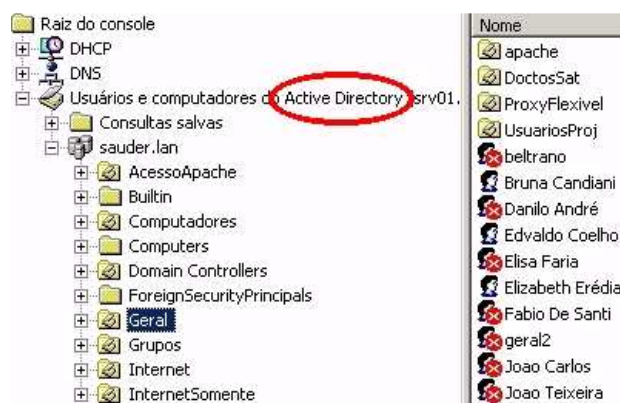 Raiz do console
DHCP
DNS
Usuários e computadores do Active Directory [srv01.
Consultas salvas
sauder.lan
AcessoApache
Builtin
Computadores
Computers
Domain Controllers
ForeignSecurityPrincipals
Geral
Grupos
Internet
InternetSomente
Nome
apache
DoctosSat
ProxyFlexivel
UsuariosProj
beltrano
Bruna Candiani
Danilo André
Edvaldo Coelho
Elisa Faria
Elizabeth Erédia
Fabio De Santi
geral2
Joao Carlos
Joao Teixeira